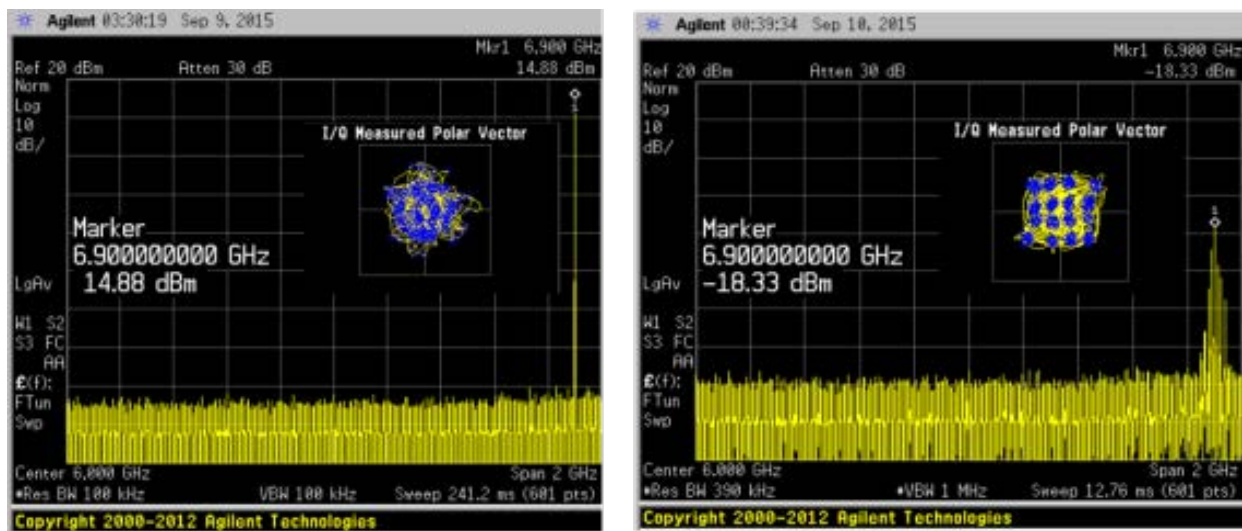 Agilent 03:30:19 Sep 9, 2015
Mkr1 6.900 GHz
Ref 20 dBm Atten 30 dB 14.88 dBm
Norm
Log
10
dB/
I/Q Measured Polar Vector
Marker
6.900000000 GHz
14.88 dBm
LgAv
W1 S2
S3 FC
AA
£(f):
FTun
Swp
Center 6.000 GHz Span 2 GHz
*Res BW 100 kHz VBW 100 kHz Sweep 241.2 ms (601 pts)
Copyright 2000-2012 Agilent Technologies
Agilent 00:39:34 Sep 10, 2015
Mkr1 6.900 GHz
Ref 20 dBm Atten 30 dB -18.33 dBm
Norm
Log
10
dB/
I/Q Measured Polar Vector
1
Marker
6.900000000 GHz
-18.33 dBm
LgAv
W1 S2
S3 FC
AA
£(f):
FTun
Swp
Center 6.000 GHz Span 2 GHz
*Res BW 390 kHz *VBW 1 MHz Sweep 12.76 ms (601 pts)
Copyright 2000-2012 Agilent Technologies